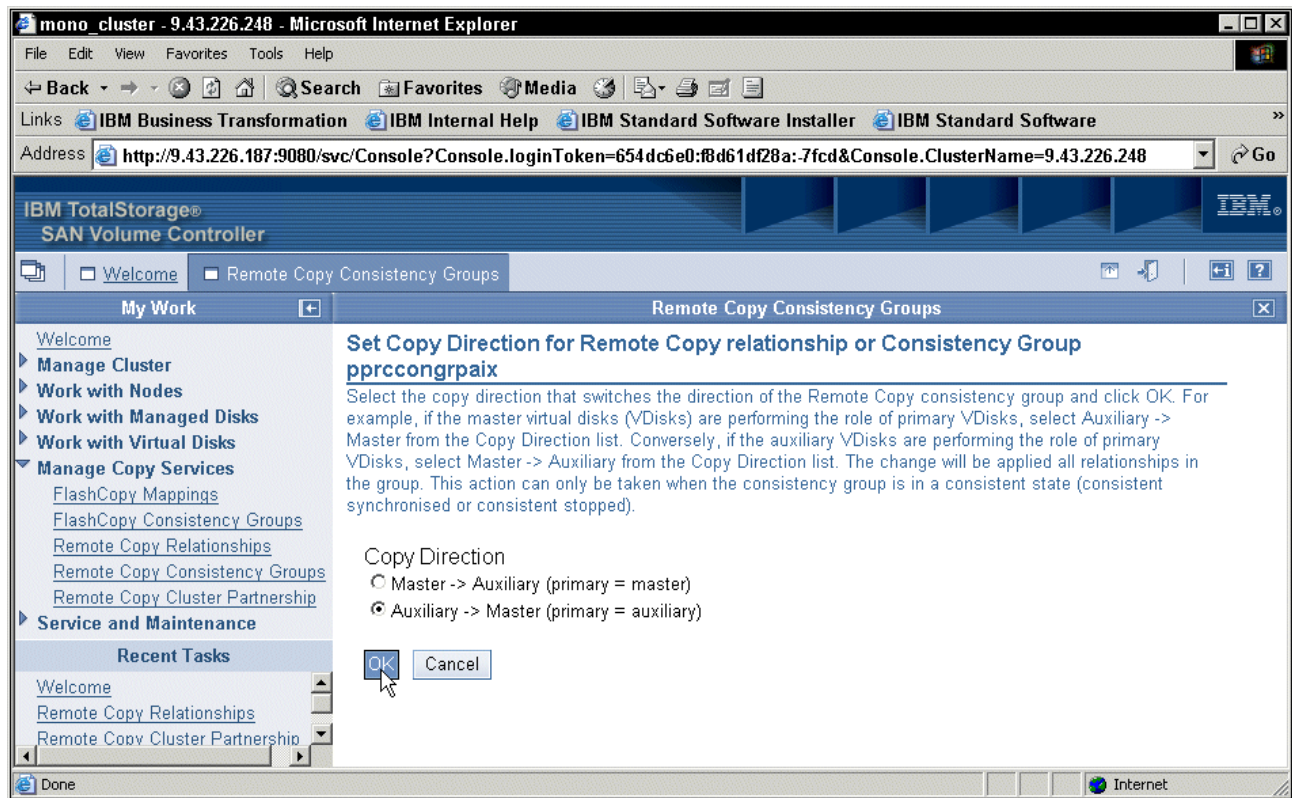 mono_cluster - 9.43.226.248 - Microsoft Internet Explorer
File Edit View Favorites Tools Help
Back Search Favorites Media
Links IBM Business Transformation IBM Internal Help IBM Standard Software Installer IBM Standard Software »
Address http://9.43.226.187:9080/svc/Console?Console.loginToken=654dc6e0:f8d61df28a:-7fcd&Console.ClusterName=9.43.226.248 Go
IBM TotalStorage®
SAN Volume Controller
IBM®
Welcome Remote Copy Consistency Groups
My Work
Welcome
Manage Cluster
Work with Nodes
Work with Managed Disks
Work with Virtual Disks
Manage Copy Services
FlashCopy Mappings
FlashCopy Consistency Groups
Remote Copy Relationships
Remote Copy Consistency Groups
Remote Copy Cluster Partnership
Service and Maintenance
Recent Tasks
Welcome
Remote Copy Relationships
Remote Copy Cluster Partnership
Remote Copy Consistency Groups
Set Copy Direction for Remote Copy relationship or Consistency Group
pprccongrpaix
Select the copy direction that switches the direction of the Remote Copy consistency group and click OK. For
example, if the master virtual disks (VDisks) are performing the role of primary VDisks, select Auxiliary ->
Master from the Copy Direction list. Conversely, if the auxiliary VDisks are performing the role of primary
VDisks, select Master -> Auxiliary from the Copy Direction list. The change will be applied all relationships in
the group. This action can only be taken when the consistency group is in a consistent state (consistent
synchronised or consistent stopped).
Copy Direction
Master -> Auxiliary (primary = master)
Auxiliary -> Master (primary = auxiliary)
OK Cancel
Done Internet